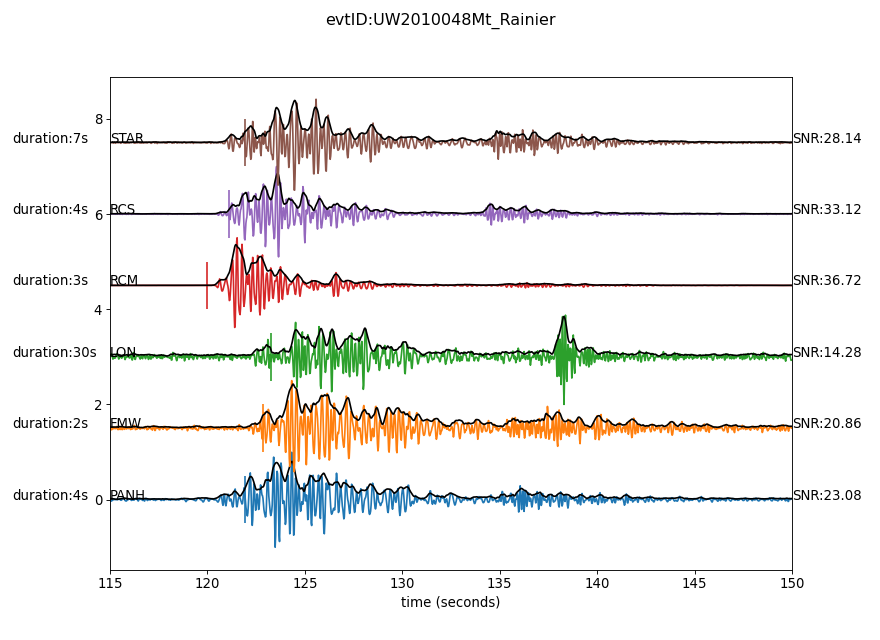 evtID:UW2010048Mt_Rainier
8
duration:7s STAR SNR:28.14
duration:4s RCS SNR:33.12
6
duration:3s RCM SNR:36.72
4
duration:30s LON SNR:14.28
2
duration:2s FMW SNR:20.86
duration:4s PANH SNR:23.08
0
115 120 125 130 135 140 145 150
time (seconds)